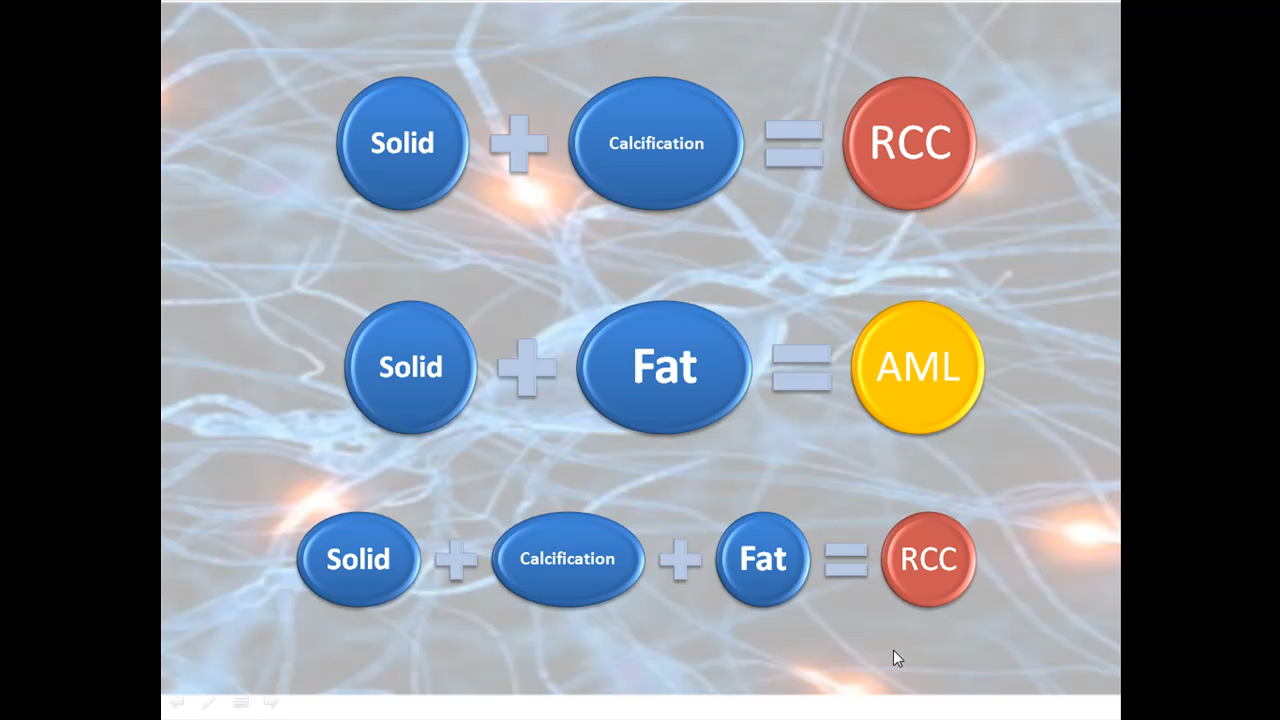 Solid + Calcification = RCC
Solid + Fat = AML
Solid + Calcification + Fat = RCC